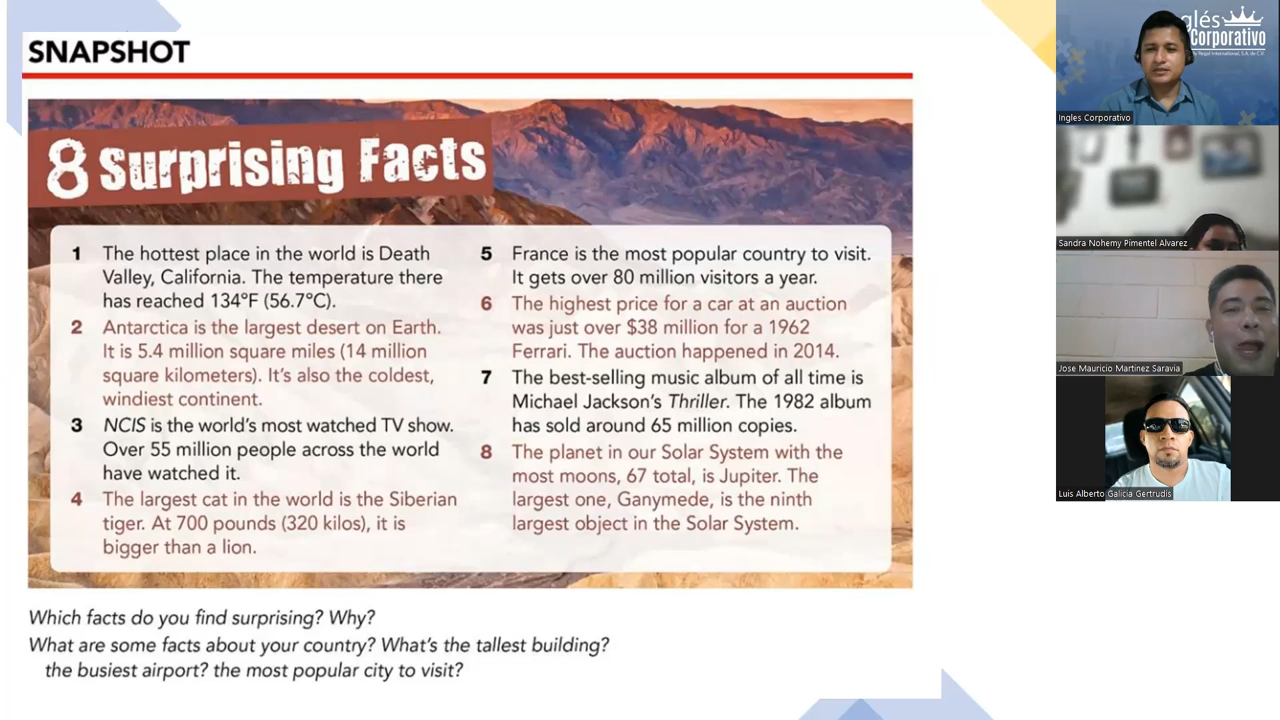 SNAPSHOT
8 Surprising Facts
1 The hottest place in the world is Death
Valley, California. The temperature there
has reached 134°F (56.7°C).
2 Antarctica is the largest desert on Earth.
It is 5.4 million square miles (14 million
square kilometers). It's also the coldest,
windiest continent.
3 NCIS is the world's most watched TV show.
Over 55 million people across the world
have watched it.
4 The largest cat in the world is the Siberian
tiger. At 700 pounds (320 kilos), it is
bigger than a lion.
5 France is the most popular country to visit.
It gets over 80 million visitors a year.
6 The highest price for a car at an auction
was just over $38 million for a 1962
Ferrari. The auction happened in 2014.
7 The best-selling music album of all time is
Michael Jackson's Thriller. The 1982 album
has sold around 65 million copies.
8 The planet in our Solar System with the
most moons, 67 total, is Jupiter. The
largest one, Ganymede, is the ninth
largest object in the Solar System.
Which facts do you find surprising? Why?
What are some facts about your country? What's the tallest building?
the busiest airport? the most popular city to visit?
glés
Corporativo
Regal International, S.A. de C.V.
Ingles Corporativo
Sandra Nohemy Pimentel Alvarez
Jose Mauricio Martinez Saravia
Luis Alberto Galicia Gertrudis